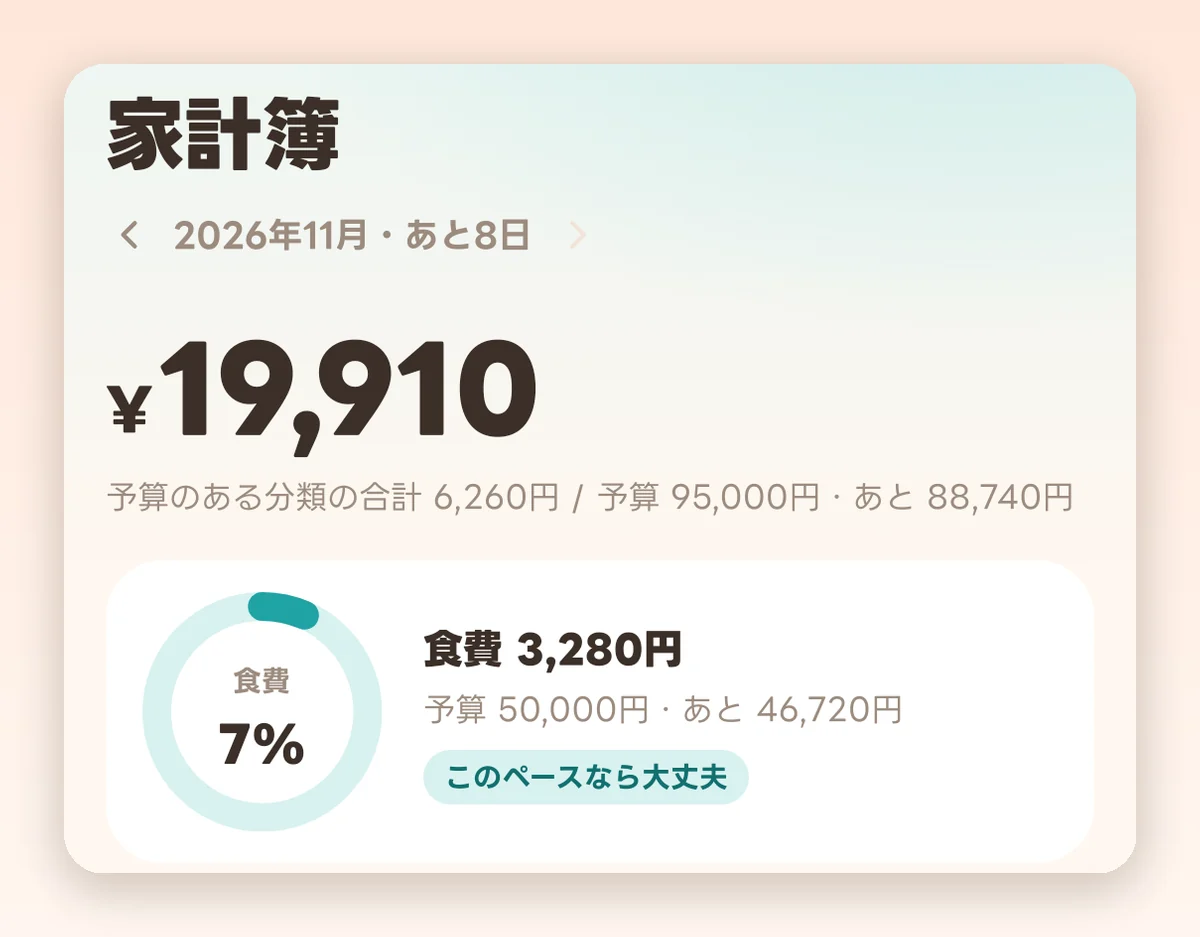 家計簿
2026年11月・あと8日
¥19,910
予算のある分類の合計 6,260円 / 予算 95,000円・あと 88,740円
食費
7%
食費 3,280円
予算 50,000円・あと 46,720円
このペースなら大丈夫